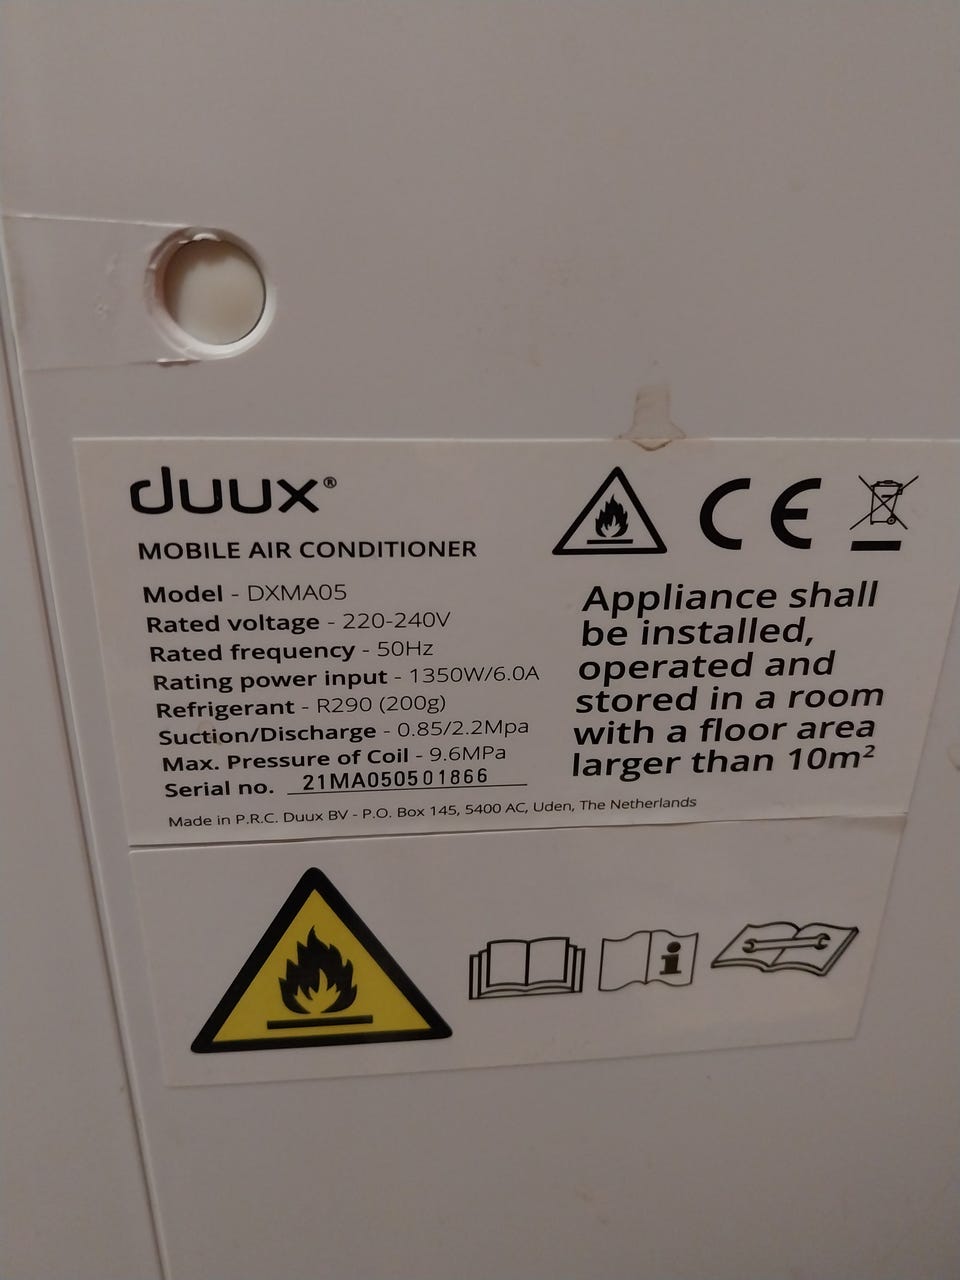 duux®
MOBILE AIR CONDITIONER
Model - DXMA05
Rated voltage - 220-240V
Rated frequency - 50Hz
Rating power input - 1350W/6.0A
Refrigerant - R290 (200g)
Suction/Discharge - 0.85/2.2Mpa
Max. Pressure of Coil - 9.6MPa
Serial no. 21MA050501866
Made in P.R.C. Duux BV - P.O. Box 145, 5400 AC, Uden, The Netherlands
CE
Appliance shall
be installed,
operated and
stored in a room
with a floor area
larger than 10m²
i